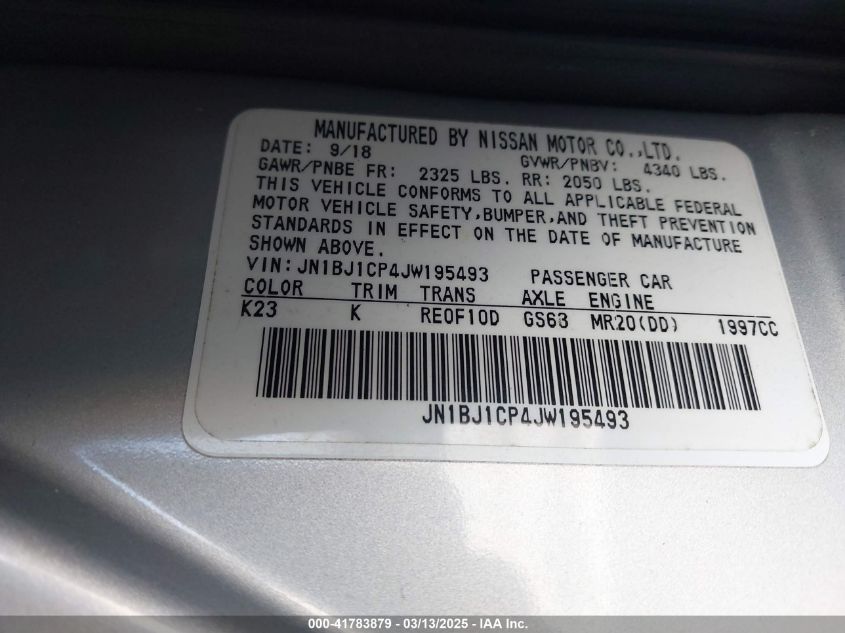 MANUFACTURED BY NISSAN MOTOR CO.,LTD.
DATE: 9/18 GVWR/PNBV: 4340 LBS.
GAWR/PNBE FR: 2325 LBS. RR: 2050 LBS.
THIS VEHICLE CONFORMS TO ALL APPLICABLE FEDERAL
MOTOR VEHICLE SAFETY,BUMPER,AND THEFT PREVENTION
STANDARDS IN EFFECT ON THE DATE OF MANUFACTURE
SHOWN ABOVE.
VIN:JN1BJ1CP4JW195493 PASSENGER CAR
COLOR TRIM TRANS AXLE ENGINE
K23 K RE0F10D GS63 MR20(DD) 1997CC
JN1BJ1CP4JW195493
000-41783879 - 03/13/2025 - IAA Inc.